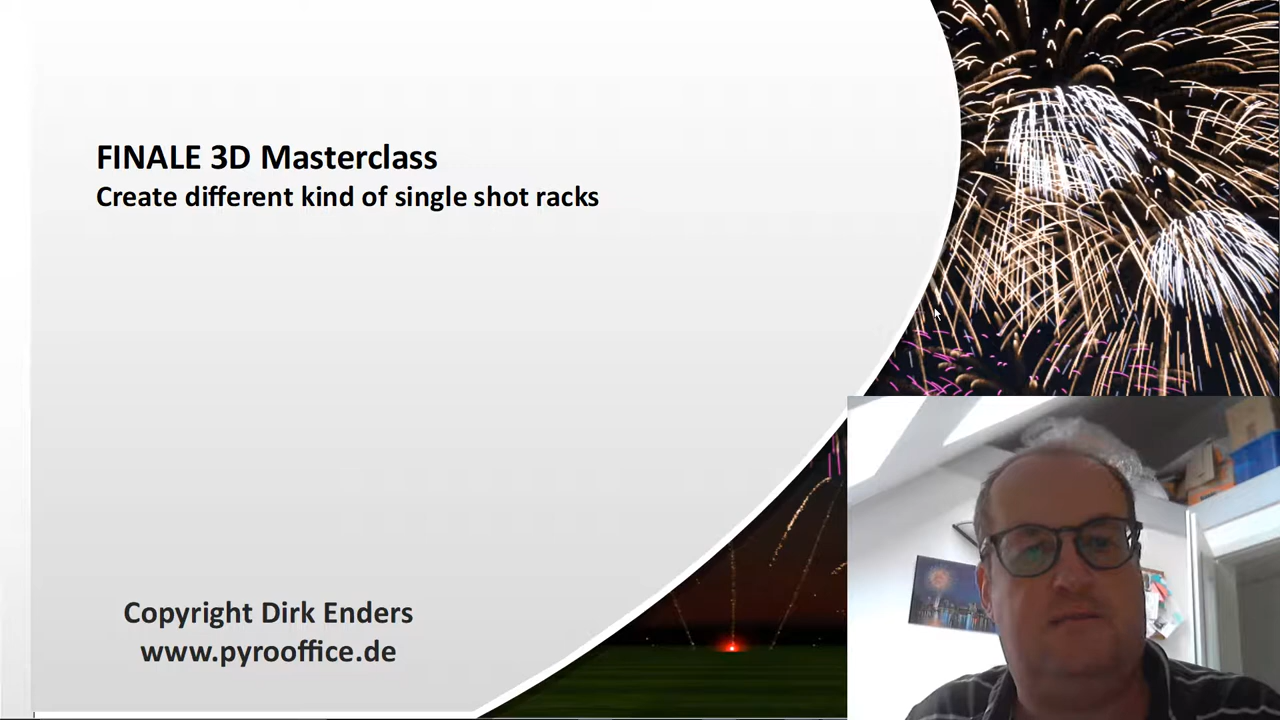 FINALE 3D Masterclass
Create different kind of single shot racks
Copyright Dirk Enders
www.pyrooffice.de